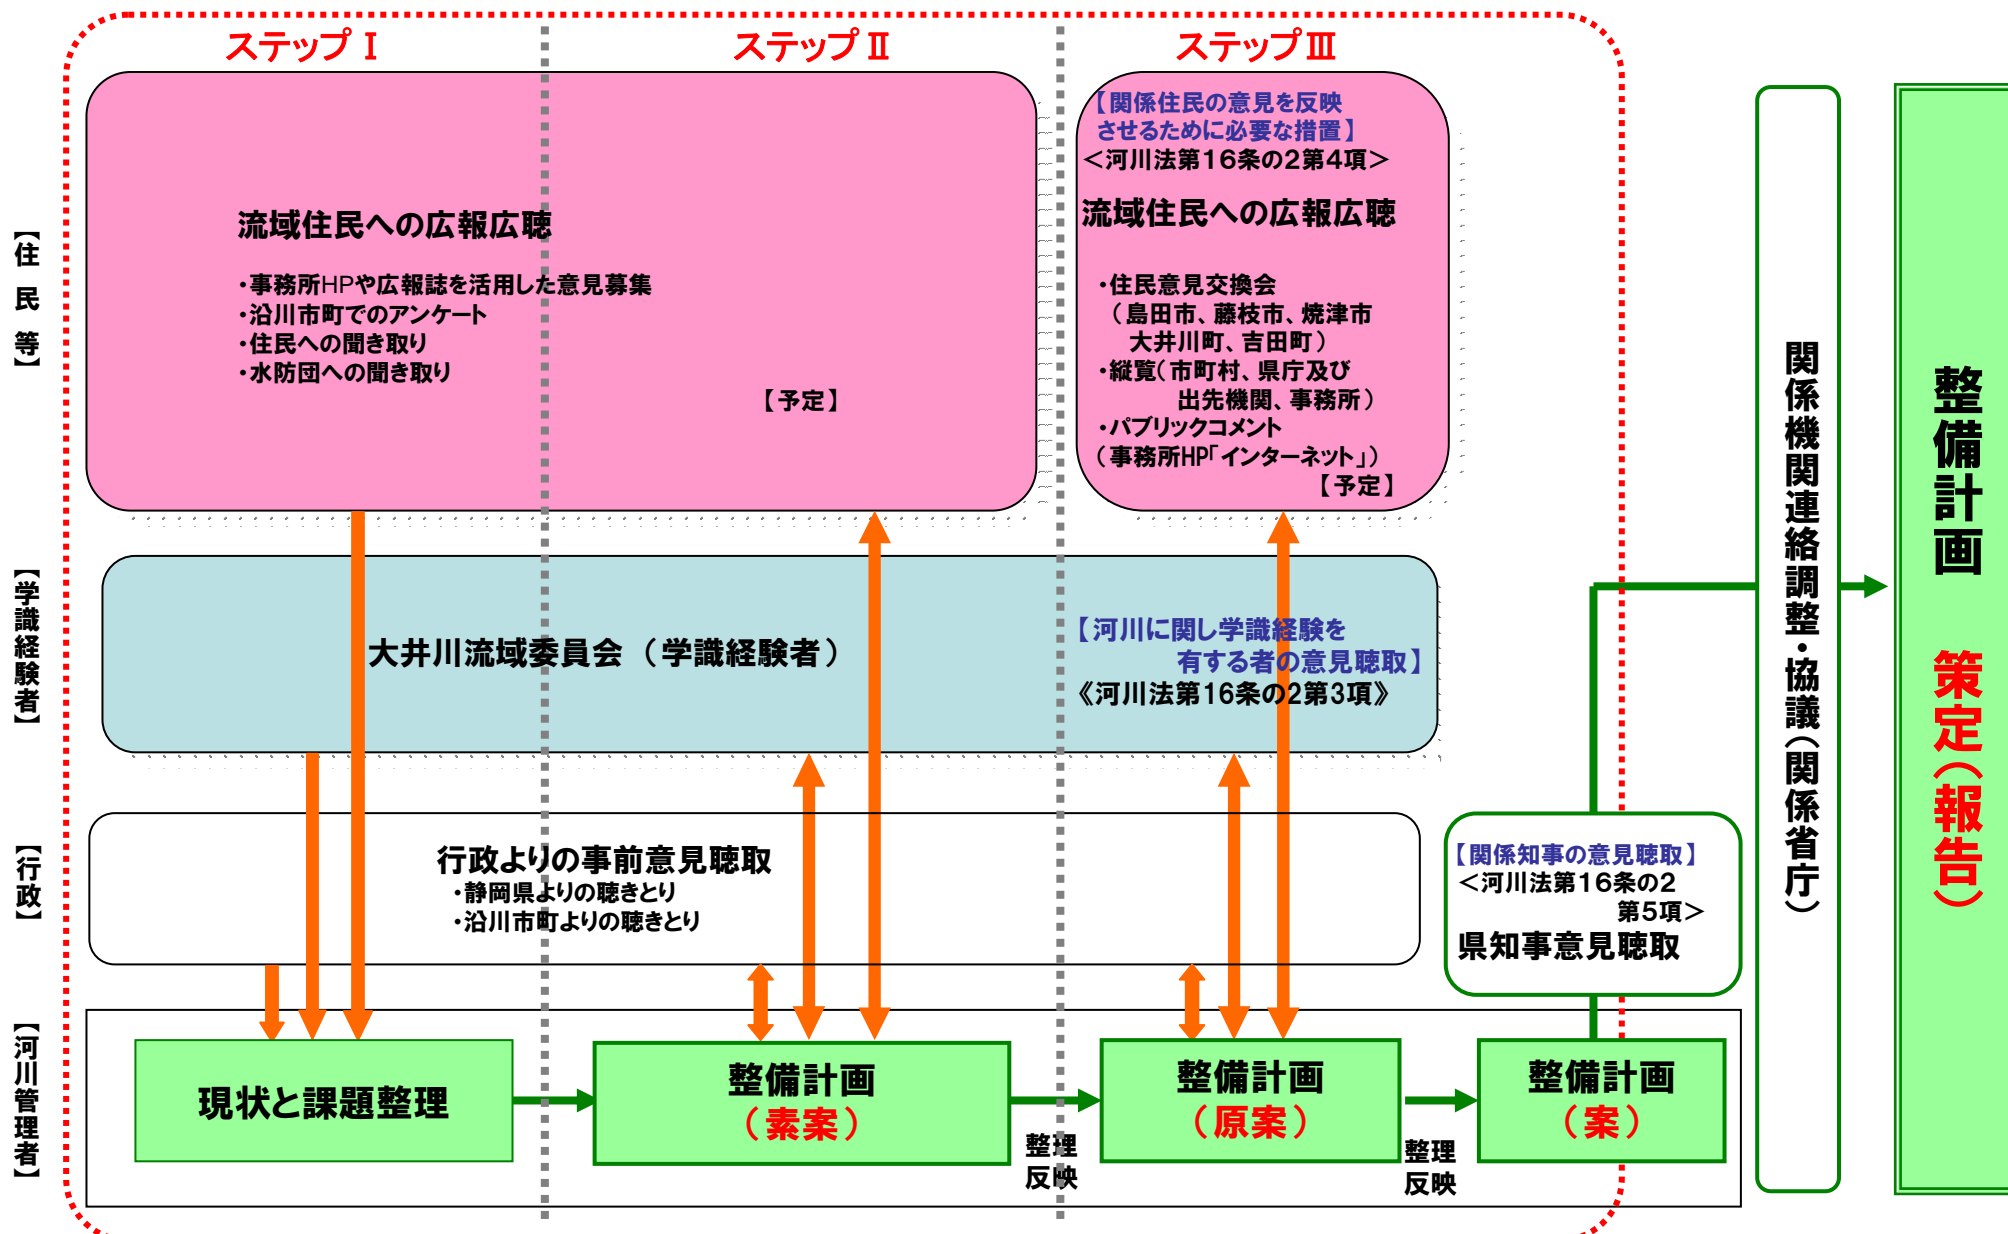 ステップⅠ
ステップⅡ
ステップⅢ
【住民等】
流域住民への広報広聴
・事務所HPや広報誌を活用した意見募集
・沿川市町でのアンケート
・住民への聞き取り
・水防団への聞き取り
【予定】
【関係住民の意見を反映
させるために必要な措置】
<河川法第16条の2第4項>
流域住民への広報広聴
・住民意見交換会
(島田市、藤枝市、焼津市
大井川町、吉田町)
・縦覧(市町村、県庁及び
出先機関、事務所)
・パブリックコメント
(事務所HP「インターネット」)
【予定】
【学識経験者】
大井川流域委員会 (学識経験者)
【河川に関し学識経験を
有する者の意見聴取】
《河川法第16条の2第3項》
【行政】
行政よりの事前意見聴取
・静岡県よりの聴きとり
・沿川市町よりの聴きとり
【関係知事の意見聴取】
<河川法第16条の2
第5項>
県知事意見聴取
【河川管理者】
現状と課題整理
整備計画
(素案)
整理
反映
整備計画
(原案)
整理
反映
整備計画
(案)
関係機関連絡調整・協議(関係省庁)
整備計画 策定(報告)